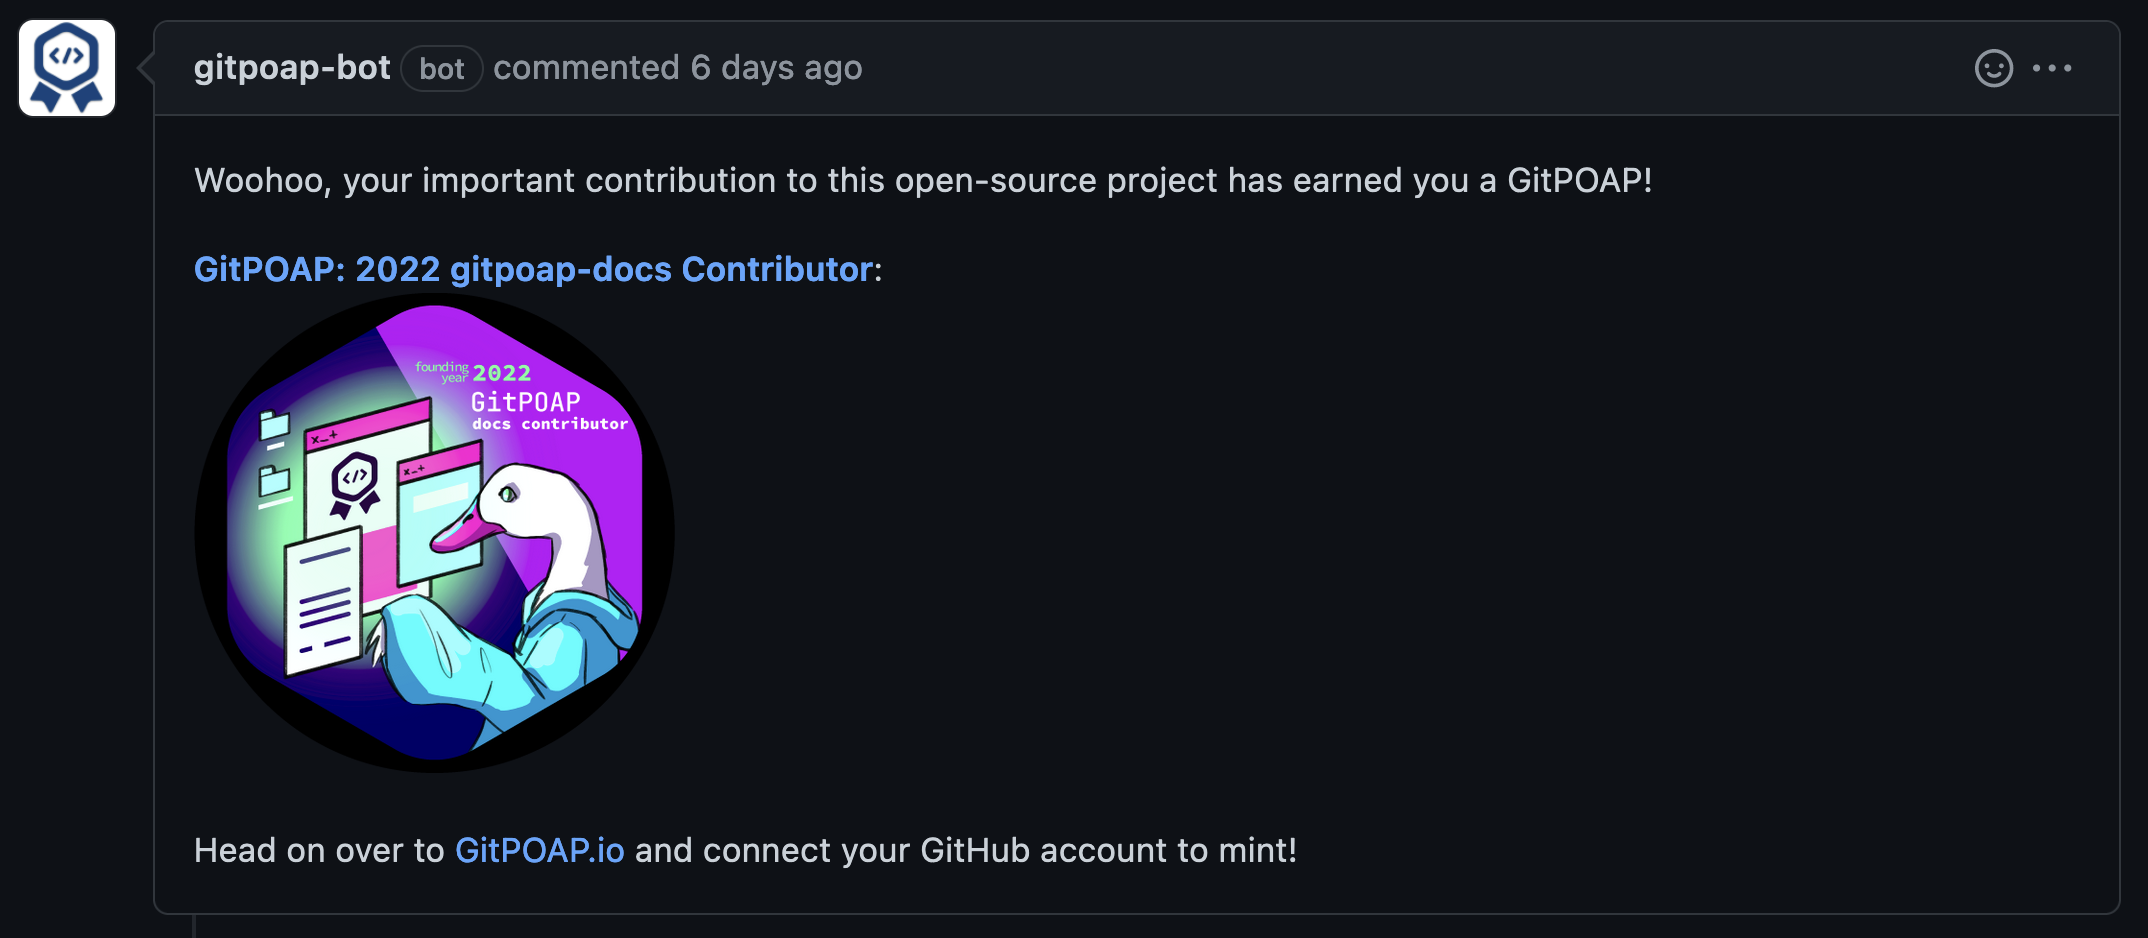 gitpoap-bot bot commented 6 days ago
Woohoo, your important contribution to this open-source project has earned you a GitPOAP!
GitPOAP: 2022 gitpoap-docs Contributor:
founding year 2022
GitPOAP
docs contributor
x_+
</>
x_+
Head on over to GitPOAP.io and connect your GitHub account to mint!